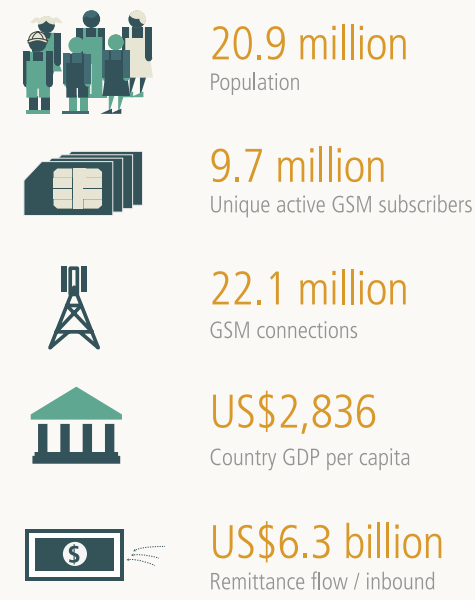 20.9 million
Population
9.7 million
Unique active GSM subscribers
22.1 million
GSM connections
US$2,836
Country GDP per capita
$
US$6.3 billion
Remittance flow / inbound